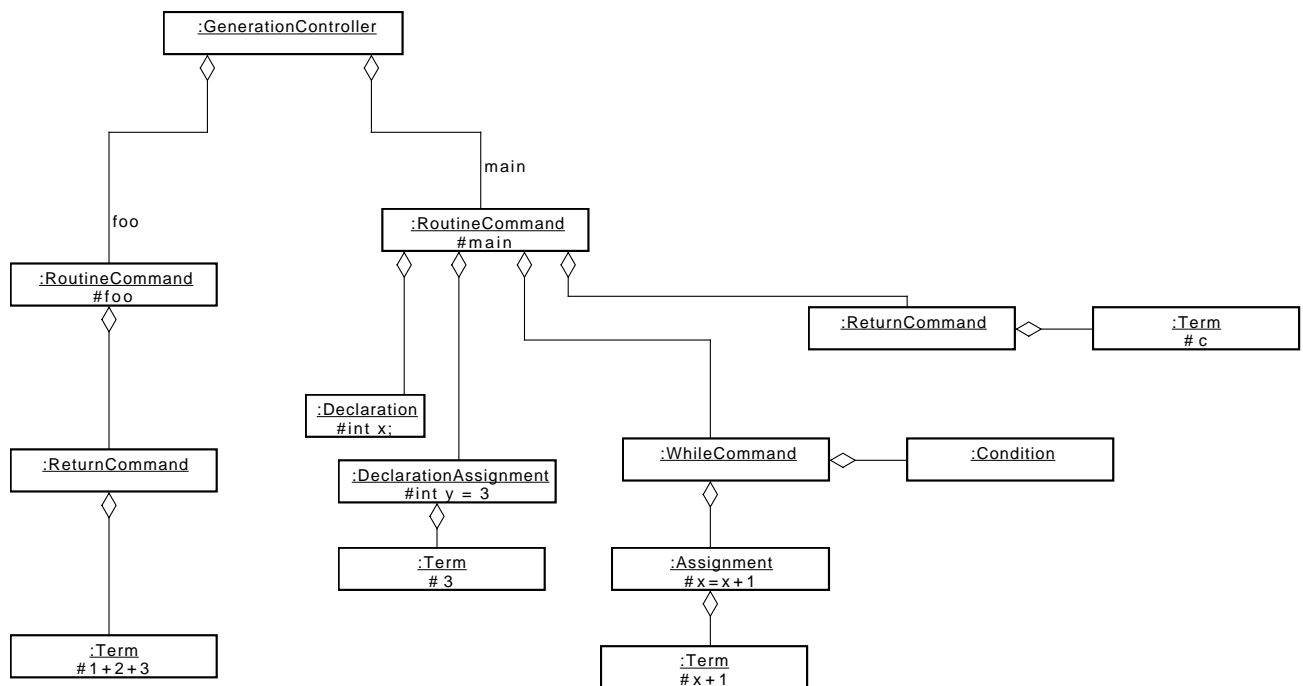 :GenerationController
main
foo
:RoutineCommand
#main
:RoutineCommand
#foo
:ReturnCommand
:Term
#c
:Declaration
#int x;
:ReturnCommand
:WhileCommand
:Condition
:DeclarationAssignment
#int y = 3
:Term
#3
:Assignment
#x=x+1
:Term
#1+2+3
:Term
#x+1